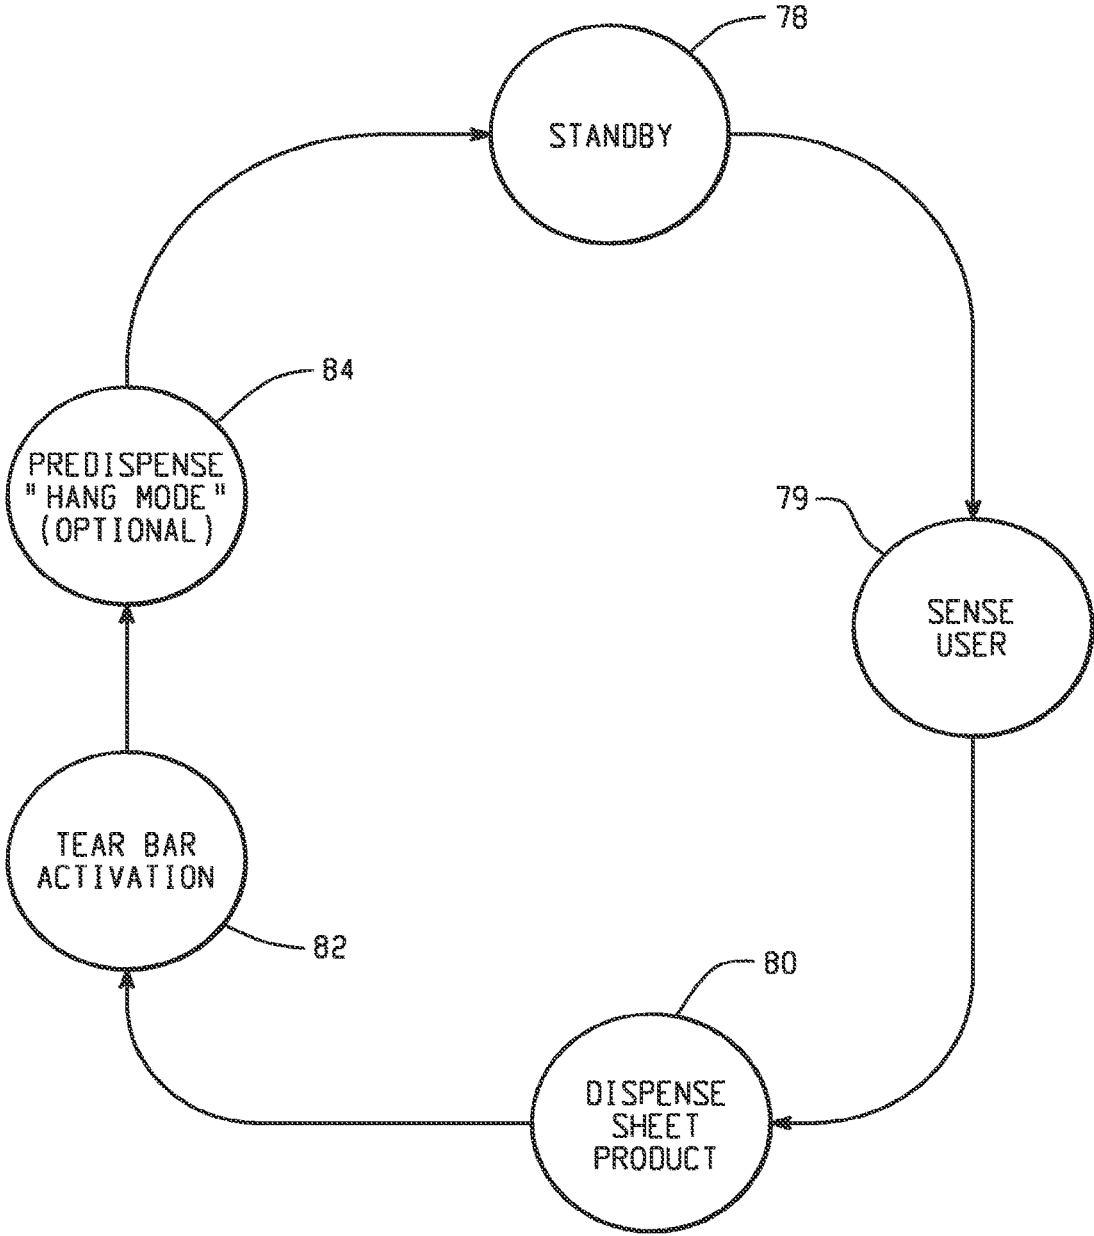 78
STANDBY
84
PREDISPENSE
"HANG MODE"
(OPTIONAL)
79
SENSE
USER
TEAR BAR
ACTIVATION
82
80
DISPENSE
SHEET
PRODUCT